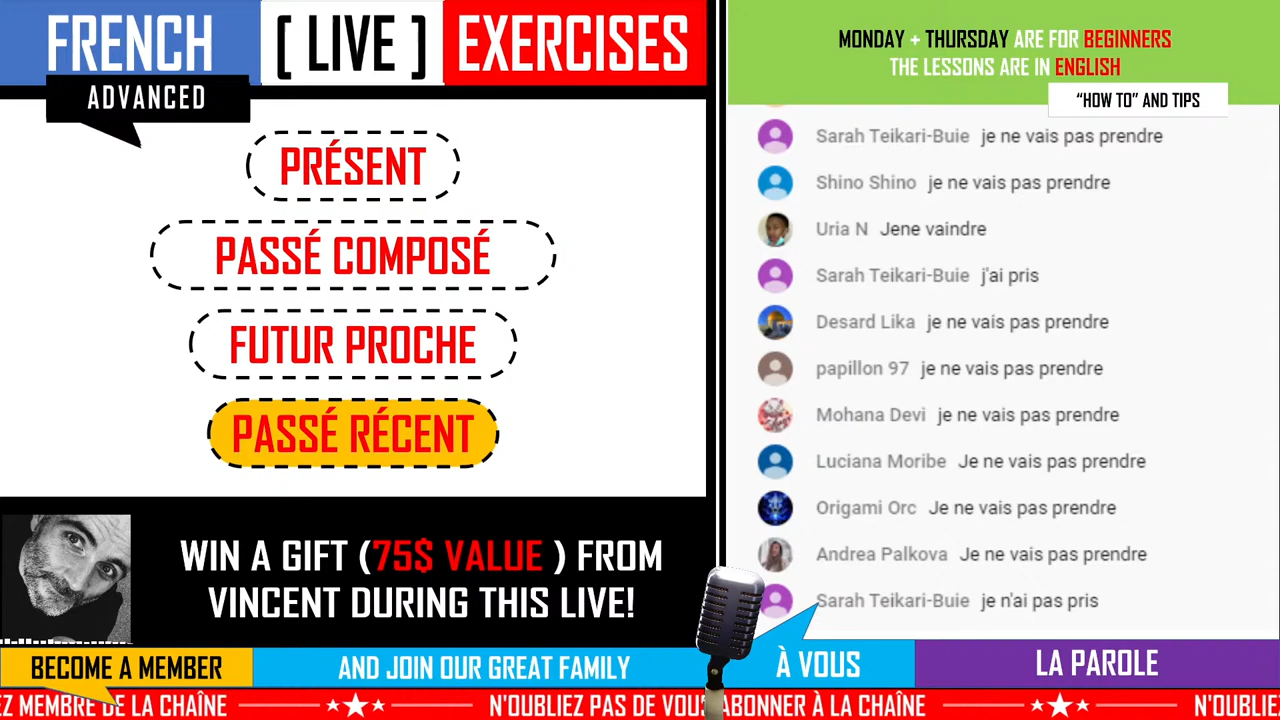 FRENCH [ LIVE ] EXERCISES
ADVANCED
PRÉSENT
PASSÉ COMPOSÉ
FUTUR PROCHE
PASSÉ RÉCENT
WIN A GIFT (75$ VALUE ) FROM
VINCENT DURING THIS LIVE!
MONDAY + THURSDAY ARE FOR BEGINNERS
THE LESSONS ARE IN ENGLISH
“HOW TO” AND TIPS
Sarah Teikari-Buie je ne vais pas prendre
Shino Shino je ne vais pas prendre
Uria N Jene vaindre
Sarah Teikari-Buie j'ai pris
Desard Lika je ne vais pas prendre
papillon 97 je ne vais pas prendre
Mohana Devi je ne vais pas prendre
Luciana Moribe Je ne vais pas prendre
Origami Orc Je ne vais pas prendre
Andrea Palkova Je ne vais pas prendre
Sarah Teikari-Buie je n'ai pas pris
BECOME A MEMBER AND JOIN OUR GREAT FAMILY À VOUS LA PAROLE
EZ MEMBRE DE LA CHAÎNE N'OUBLIEZ PAS DE VOUS ABONNER À LA CHAÎNE N'OUBLIE